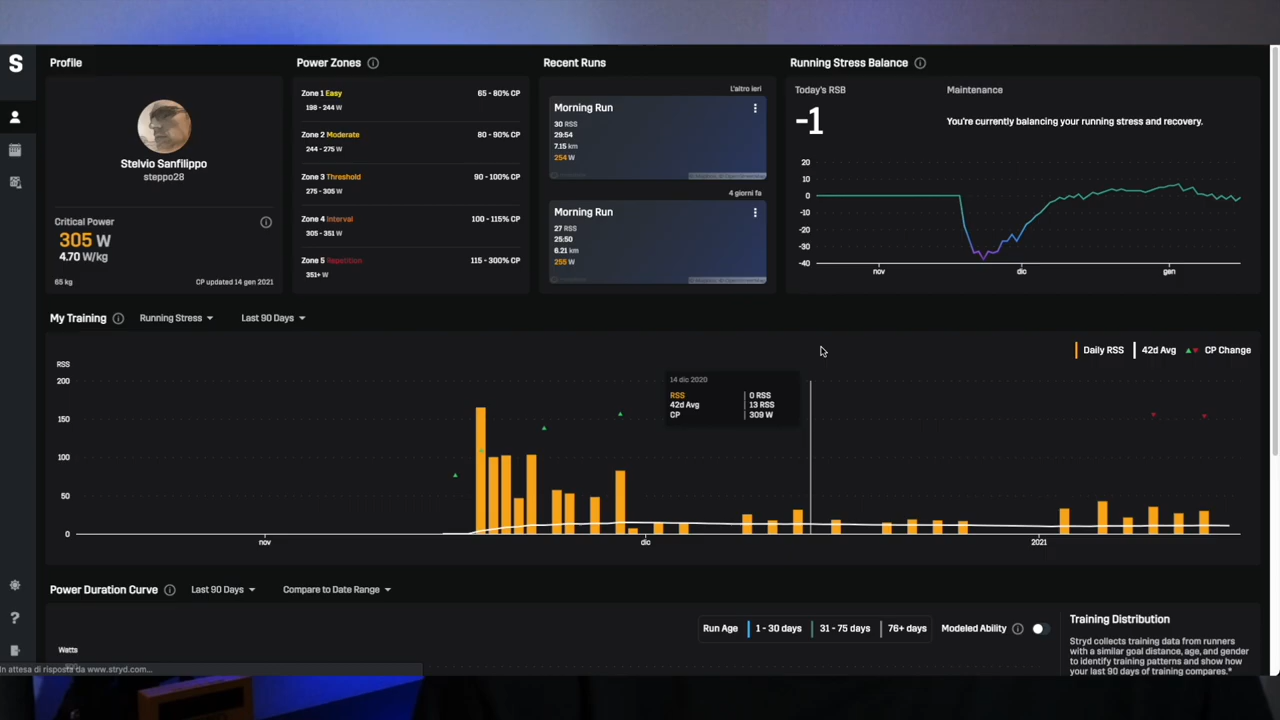 S
Profile
Stelvio Sanfilippo
steppo28
Critical Power
305 W
4.70 W/kg
65 kg
CP updated 14 gen 2021
Power Zones
Zone 1 Easy 65 - 80% CP
198 - 244 W
Zone 2 Moderate 80 - 90% CP
244 - 275 W
Zone 3 Threshold 90 - 100% CP
275 - 305 W
Zone 4 Interval 100 - 115% CP
305 - 351 W
Zone 5 Repetition 115 - 300% CP
351+ W
Recent Runs
L'altro ieri
Morning Run
30 RSS
29:54
7.15 km
254 W
4 giorni fa
Morning Run
27 RSS
25:50
6.21 km
255 W
Running Stress Balance
Today's RSB
-1
Maintenance
You're currently balancing your running stress and recovery.
20
10
0
-10
-20
-30
-40
nov dic gen
My Training Running Stress Last 90 Days
Daily RSS 42d Avg CP Change
RSS
200
150
100
50
0
14 dic 2020
RSS 0 RSS
42d Avg 13 RSS
CP 309 W
nov dic 2021
Power Duration Curve Last 90 Days Compare to Date Range
Run Age 1 - 30 days 31 - 75 days 76+ days Modeled Ability
Watts
Training Distribution
Stryd collects training data from runners
with a similar goal distance, age, and gender
to identify training patterns and show how
your last 90 days of training compares.*
?
in attesa di risposta da www.stryd.com...